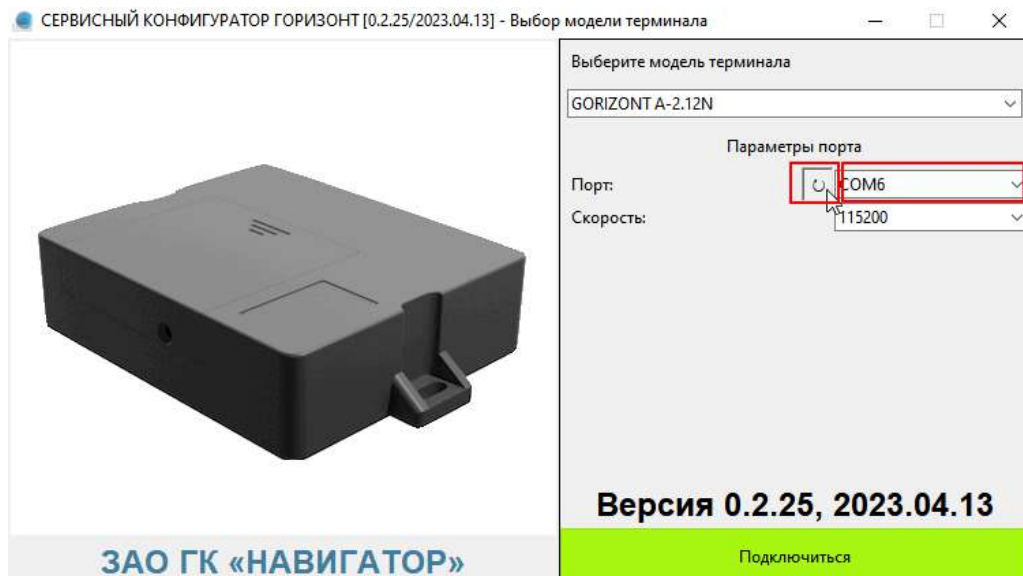 СЕРВИСНЫЙ КОНФИГУРАТОР ГОРИЗОНТ [0.2.25/2023.04.13] - Выбор модели терминала
Выберите модель терминала
GORIZONT A-2.12N
Параметры порта
Порт:
COM6
Скорость:
115200
Версия 0.2.25, 2023.04.13
ЗАО ГК «НАВИГАТОР»
Подключиться